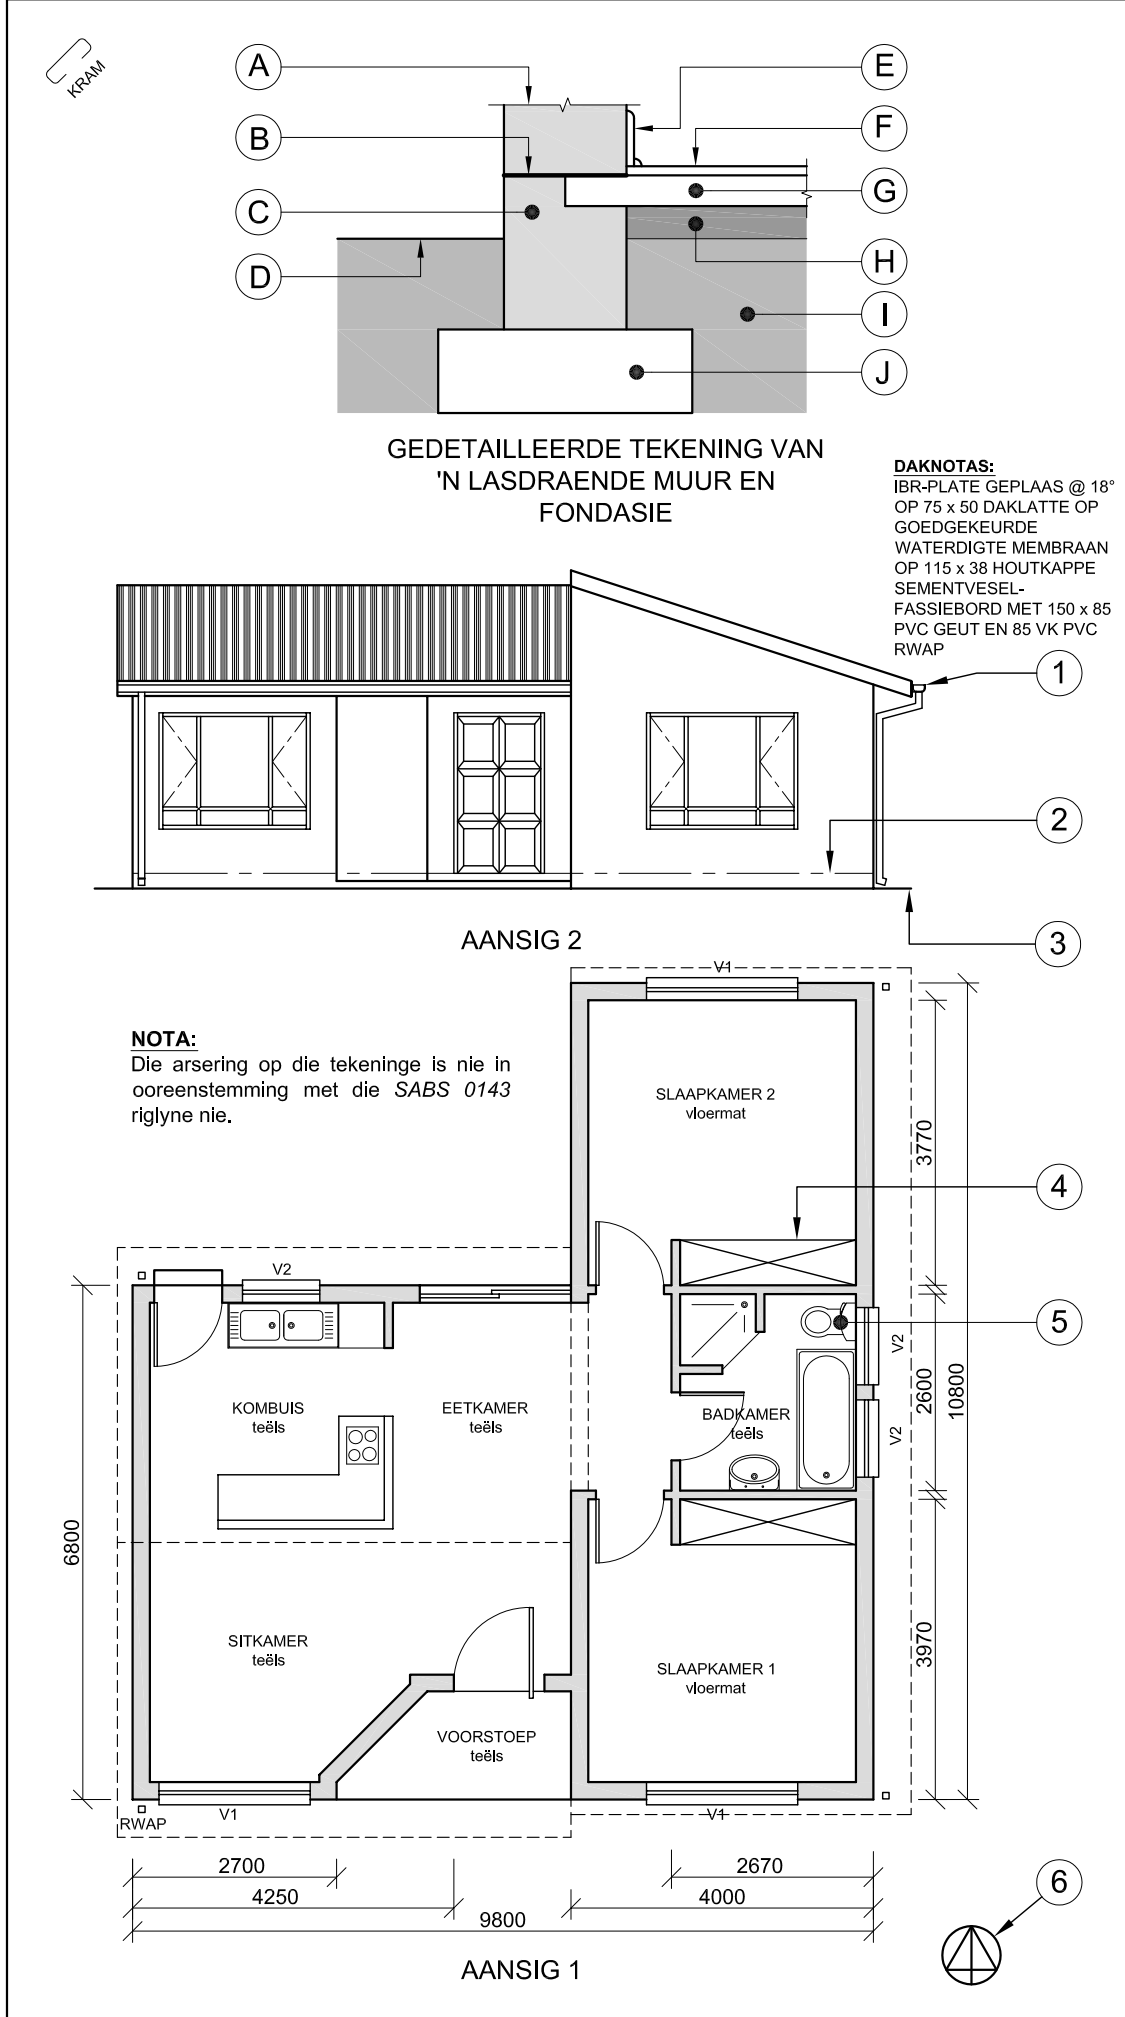 KRAM
A
B
C
D
E
F
G
H
I
J
GEDETAILLEERDE TEKENING VAN
'N LASDRAENDE MUUR EN
FONDASIE
DAKNOTAS:
IBR-PLATE GEPLAAS @ 18°
OP 75 x 50 DAKLATTE OP
GOEDGEKEURDE
WATERDIGTE MEMBRAAN
OP 115 x 38 HOUTKAPPE
SEMENTVESEL-
FASSIEBORD MET 150 x 85
PVC GEUT EN 85 VK PVC
RWAP
1
2
3
AANSIG 2
NOTA:
Die arsering op die tekeninge is nie in
ooreenstemming met die SABS 0143
riglyne nie.
V1
SLAAPKAMER 2
vloermat
3770
4
V2
5
V2
KOMBUIS
teëls
EETKAMER
teëls
BADKAMER
teëls
V2
2600
10800
6800
SITKAMER
teëls
SLAAPKAMER 1
vloermat
3970
VOORSTOEP
teëls
RWAP
V1
V1
2700
2670
4250
4000
9800
6
AANSIG 1